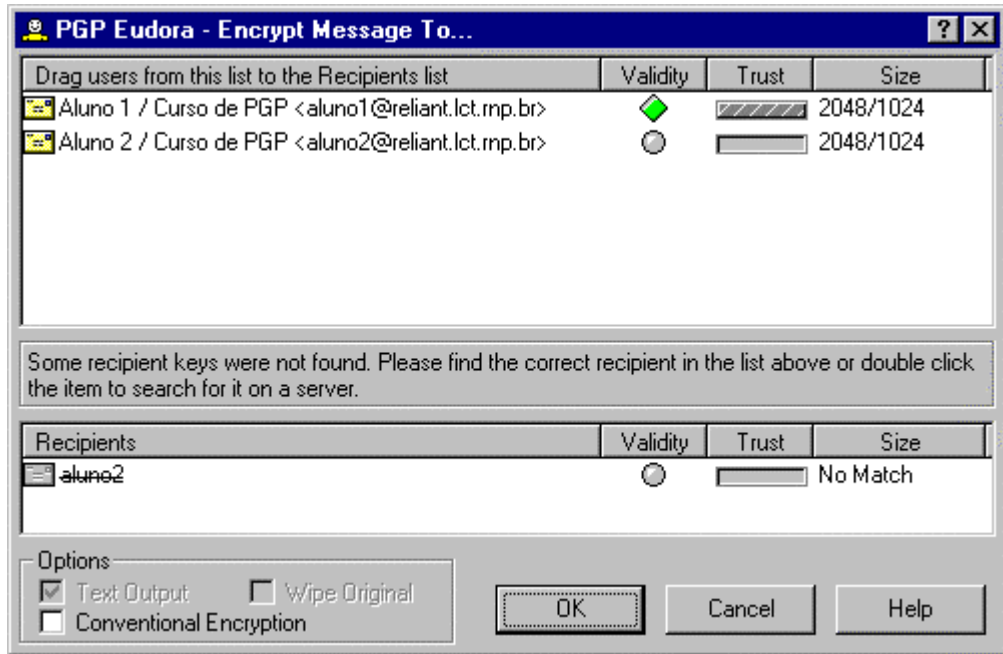 PGP Eudora - Encrypt Message To...
Drag users from this list to the Recipients list Validity Trust Size
Aluno 1 / Curso de PGP <aluno1@reliant.lct.rnp.br> 2048/1024
Aluno 2 / Curso de PGP <aluno2@reliant.lct.rnp.br> 2048/1024
Some recipient keys were not found. Please find the correct recipient in the list above or double click
the item to search for it on a server.
Recipients Validity Trust Size
aluno2 No Match
Options
Text Output Wipe Original
Conventional Encryption
OK Cancel Help